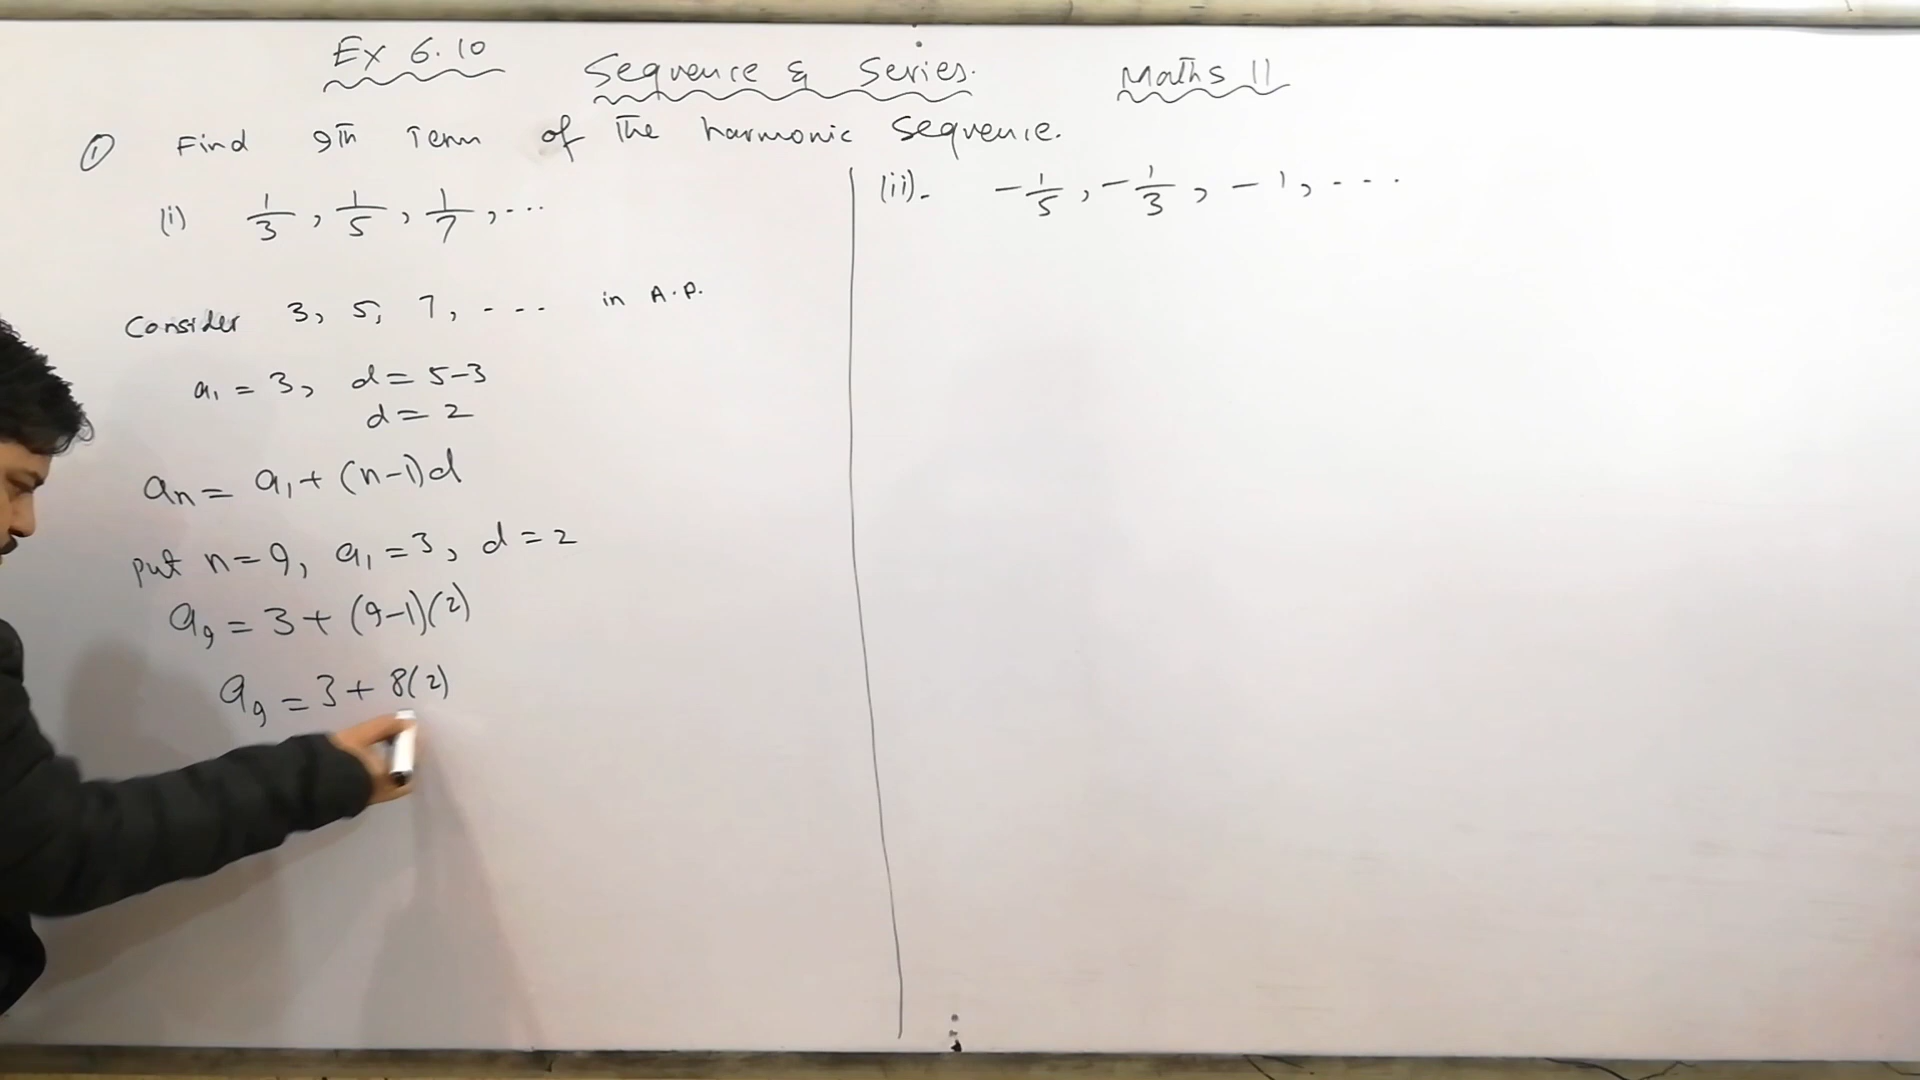 Ex 6.10 Sequence & Series. Maths 11
① Find 9th Term of The harmonic Sequence.
(i) 1/3, 1/5, 1/7, ...
Consider 3, 5, 7, --- in A.P.
a₁ = 3, d = 5-3
d = 2
aₙ = a₁ + (n-1)d
put n=9, a₁=3, d=2
a₉ = 3 + (9-1)(2)
a₉ = 3 + 8(2)
(ii). -1/5, -1/3, -1, ---